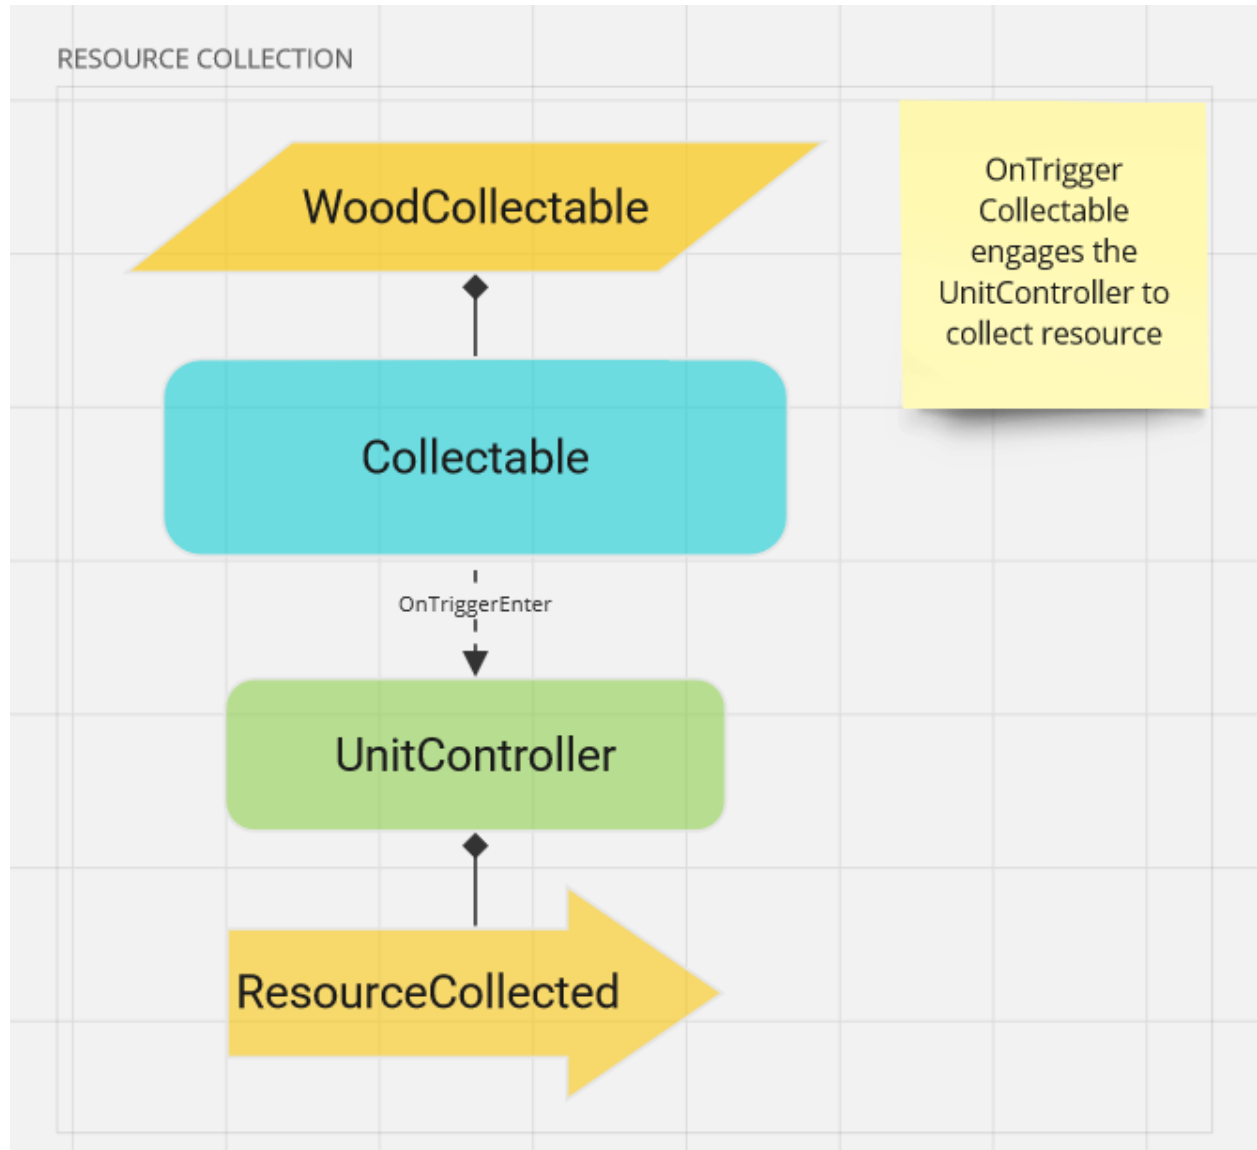 RESOURCE COLLECTION
WoodCollectable
OnTrigger
Collectable
engages the
UnitController to
collect resource
Collectable
OnTriggerEnter
UnitController
ResourceCollected